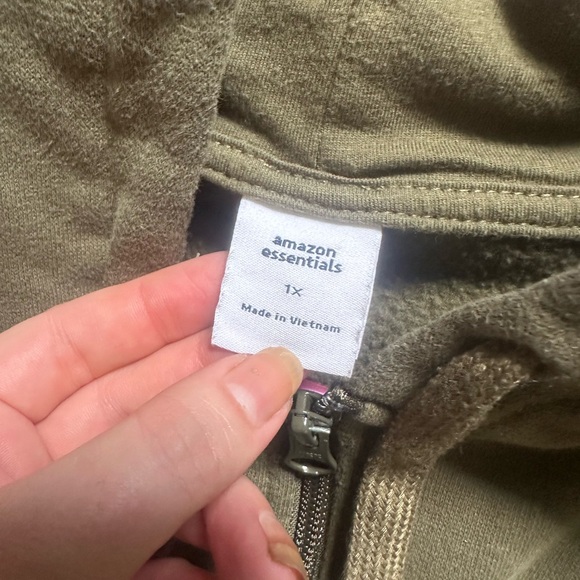 amazon
essentials
1X
Made in Vietnam